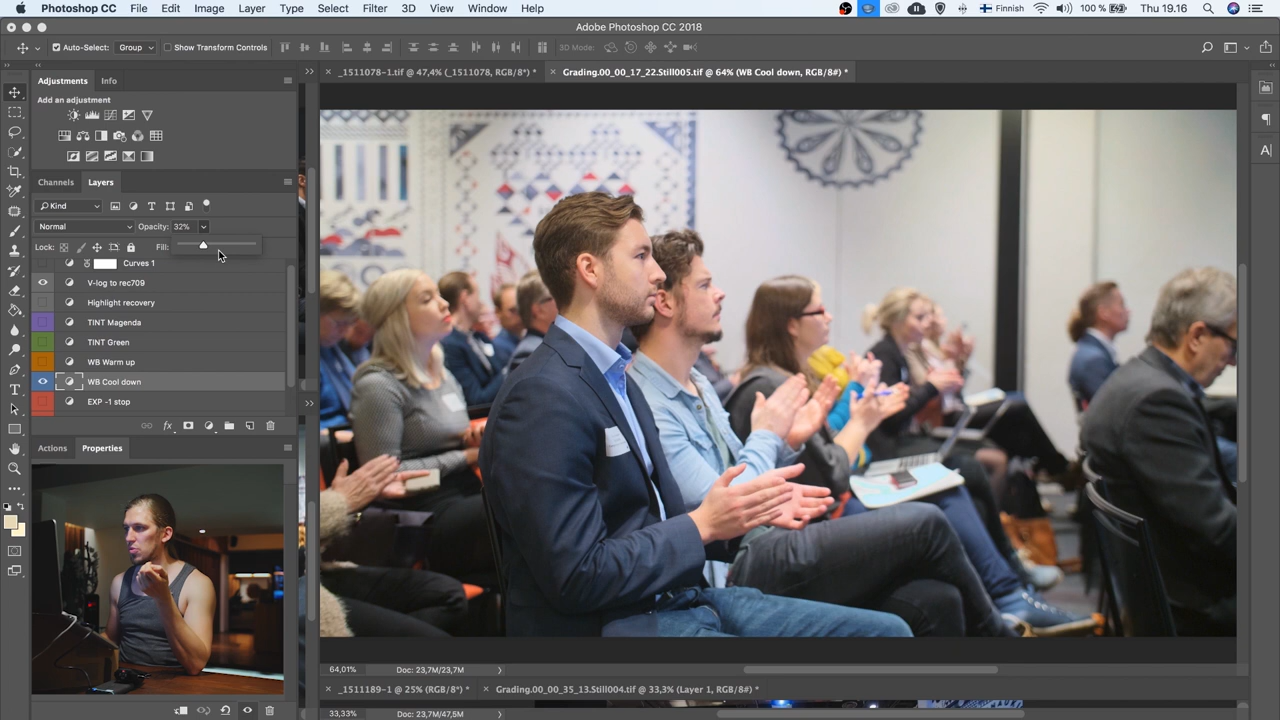 Photoshop CC File Edit Image Layer Type Select Filter 3D View Window Help Finnish 100 % Thu 19.16
Adobe Photoshop CC 2018
Auto-Select: Group Show Transform Controls 3D Mode:
Adjustments Info
_1511078-1.tif @ 47,4% (_1511078, RGB/8*) * Grading.00_00_17_22.Still005.tif @ 64% (WB Cool down, RGB/8#) *
Add an adjustment
Channels Layers
Kind
Normal Opacity: 32%
Lock: Fill:
Curves 1
V-log to rec709
Highlight recovery
TINT Magenda
TINT Green
WB Warm up
WB Cool down
EXP -1 stop
fx
Actions Properties
64,01% Doc: 23,7M/23,7M
_1511189-1 @ 25% (RGB/8*) * Grading.00_00_35_13.Still004.tif @ 33,3% (Layer 1, RGB/8#) *
33,33% Doc: 23,7M/47,5M